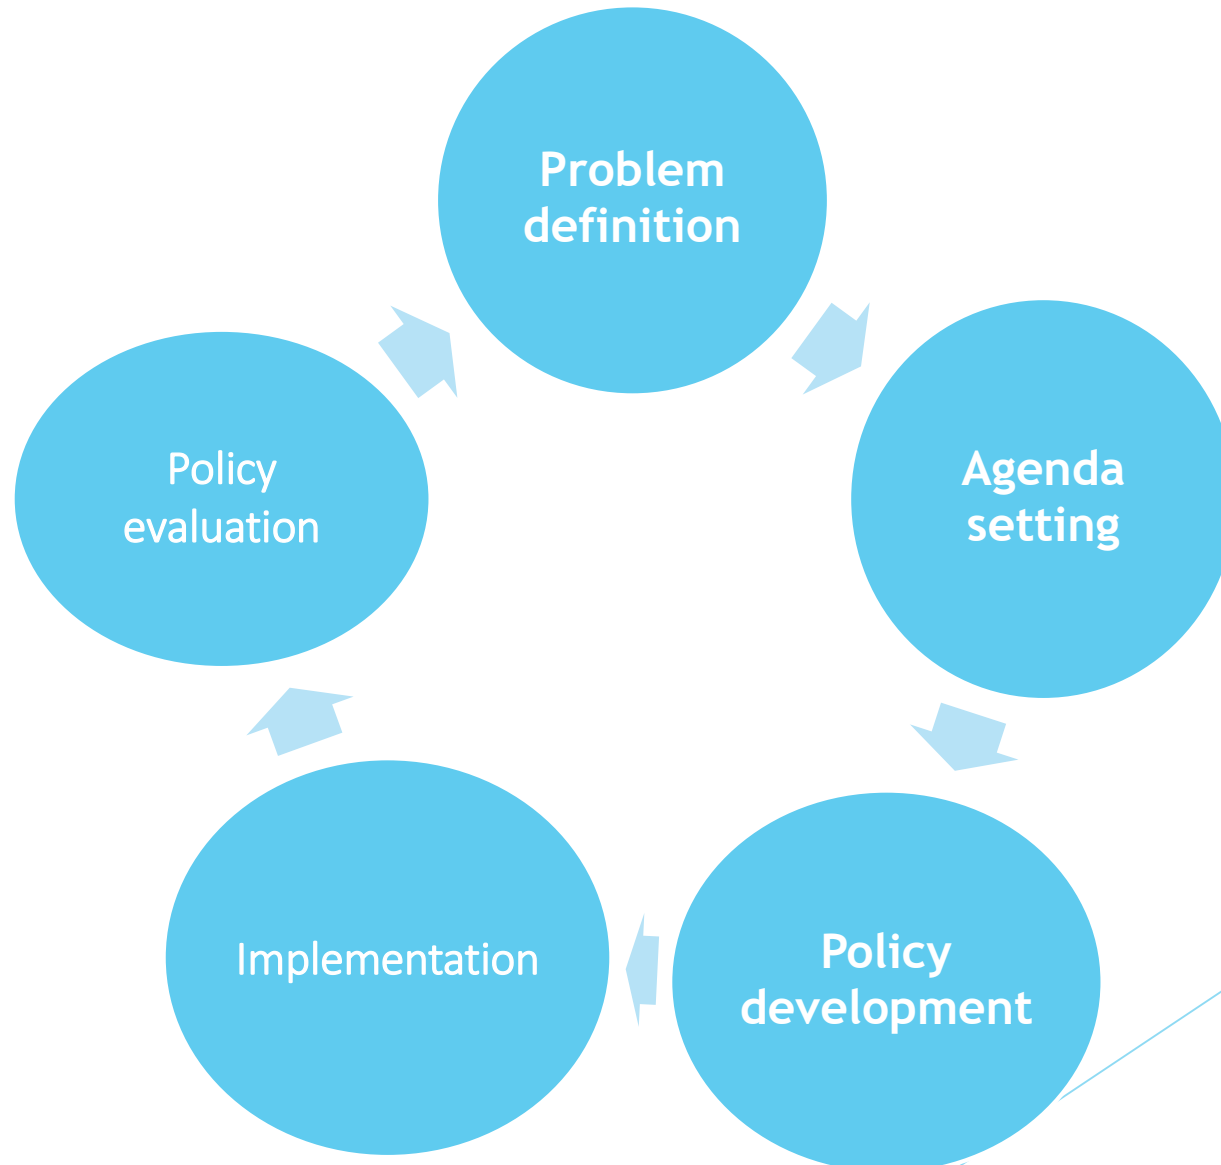 Problem
definition
Agenda
setting
Policy
development
Implementation
Policy
evaluation